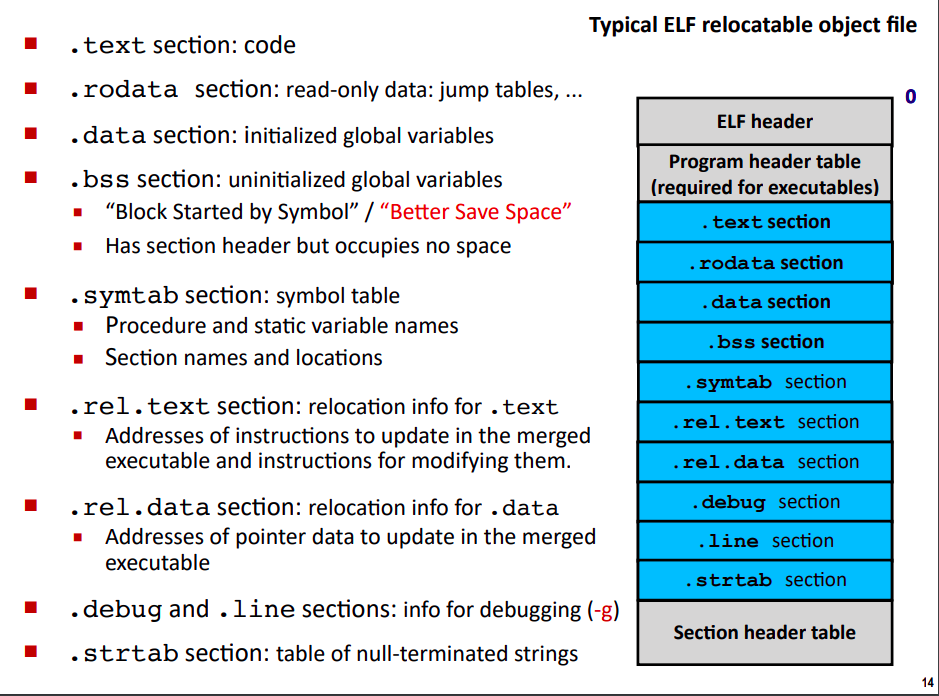 Typical ELF relocatable object file
.text section: code
.rodata section: read-only data: jump tables, ...
.data section: initialized global variables
.bss section: uninitialized global variables
“Block Started by Symbol” / “Better Save Space”
Has section header but occupies no space
.symtab section: symbol table
Procedure and static variable names
Section names and locations
.rel.text section: relocation info for .text
Addresses of instructions to update in the merged
executable and instructions for modifying them.
.rel.data section: relocation info for .data
Addresses of pointer data to update in the merged
executable
.debug and .line sections: info for debugging (-g)
.strtab section: table of null-terminated strings
0
ELF header
Program header table
(required for executables)
.text section
.rodata section
.data section
.bss section
.symtab section
.rel.text section
.rel.data section
.debug section
.line section
.strtab section
Section header table
14